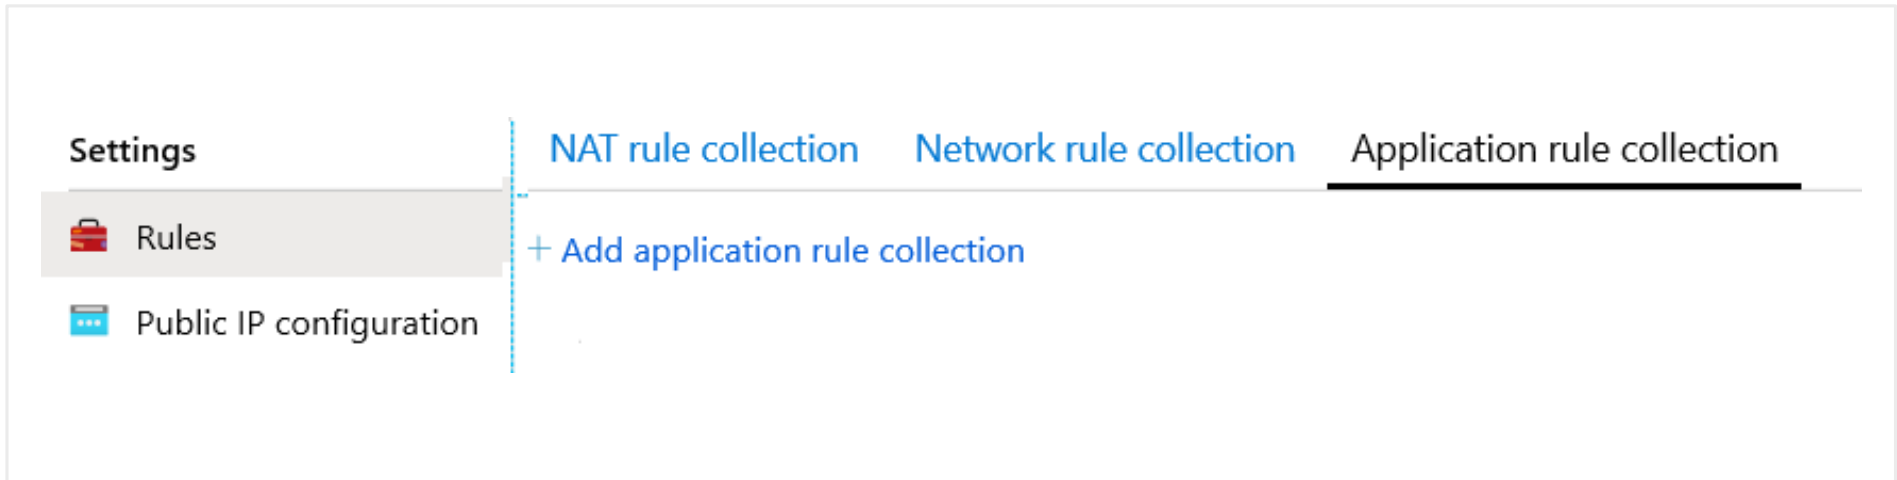 Settings
NAT rule collection
Network rule collection
Application rule collection
Rules
+ Add application rule collection
Public IP configuration